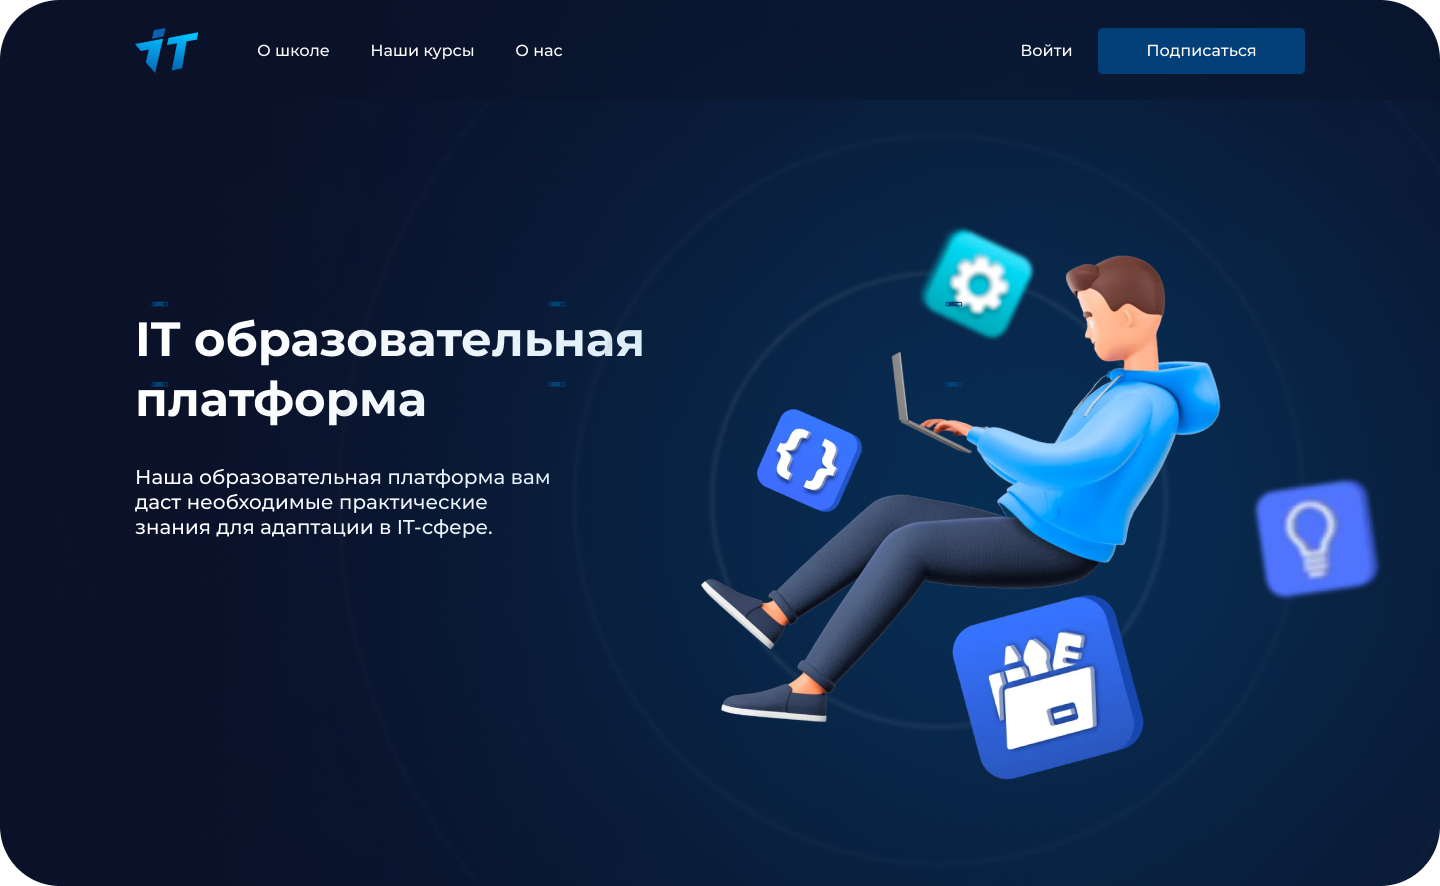 iT
О школе
Наши курсы
О нас
Войти
Подписаться
IT образовательная
платформа
Наша образовательная платформа вам
даст необходимые практические
знания для адаптации в IT-сфере.